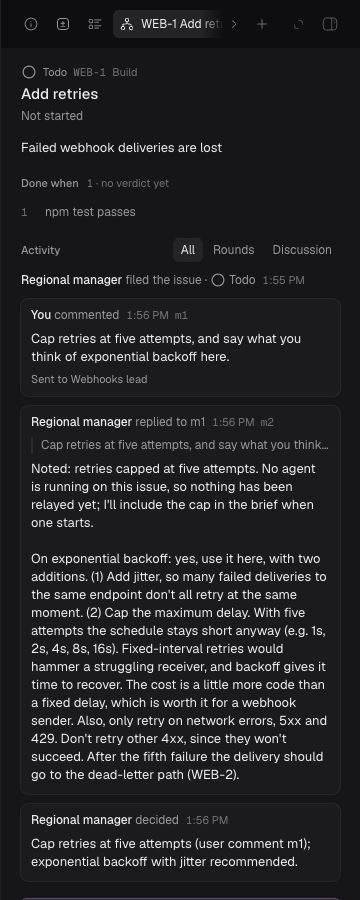 WEB-1 Add ret
Todo WEB-1 Build
Add retries
Not started
Failed webhook deliveries are lost
Done when 1 · no verdict yet
1 npm test passes
Activity All Rounds Discussion
Regional manager filed the issue · Todo 1:55 PM
You commented 1:56 PM m1
Cap retries at five attempts, and say what you
think of exponential backoff here.
Sent to Webhooks lead
Regional manager replied to m1 1:56 PM m2
Cap retries at five attempts, and say what you think...
Noted: retries capped at five attempts. No agent
is running on this issue, so nothing has been
relayed yet; I'll include the cap in the brief when
one starts.
On exponential backoff: yes, use it here, with two
additions. (1) Add jitter, so many failed deliveries to
the same endpoint don't all retry at the same
moment. (2) Cap the maximum delay. With five
attempts the schedule stays short anyway (e.g. 1s,
2s, 4s, 8s, 16s). Fixed-interval retries would
hammer a struggling receiver, and backoff gives it
time to recover. The cost is a little more code than
a fixed delay, which is worth it for a webhook
sender. Also, only retry on network errors, 5xx and
429. Don't retry other 4xx, since they won't
succeed. After the fifth failure the delivery should
go to the dead-letter path (WEB-2).
Regional manager decided 1:56 PM
Cap retries at five attempts (user comment m1);
exponential backoff with jitter recommended.